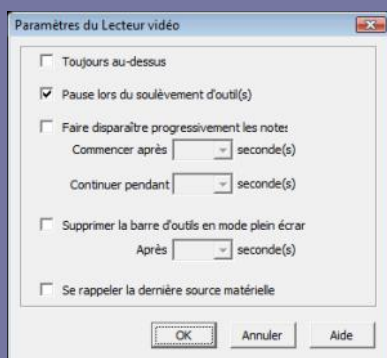 Paramètres du Lecteur vidéo
Toujours au-dessus
Pause lors du soulèvement d'outil(s)
Faire disparaître progressivement les notes
Commencer après seconde(s)
Continuer pendant seconde(s)
Supprimer la barre d'outils en mode plein écrar
Après seconde(s)
Se rappeler la dernière source matérielle
OK Annuler Aide